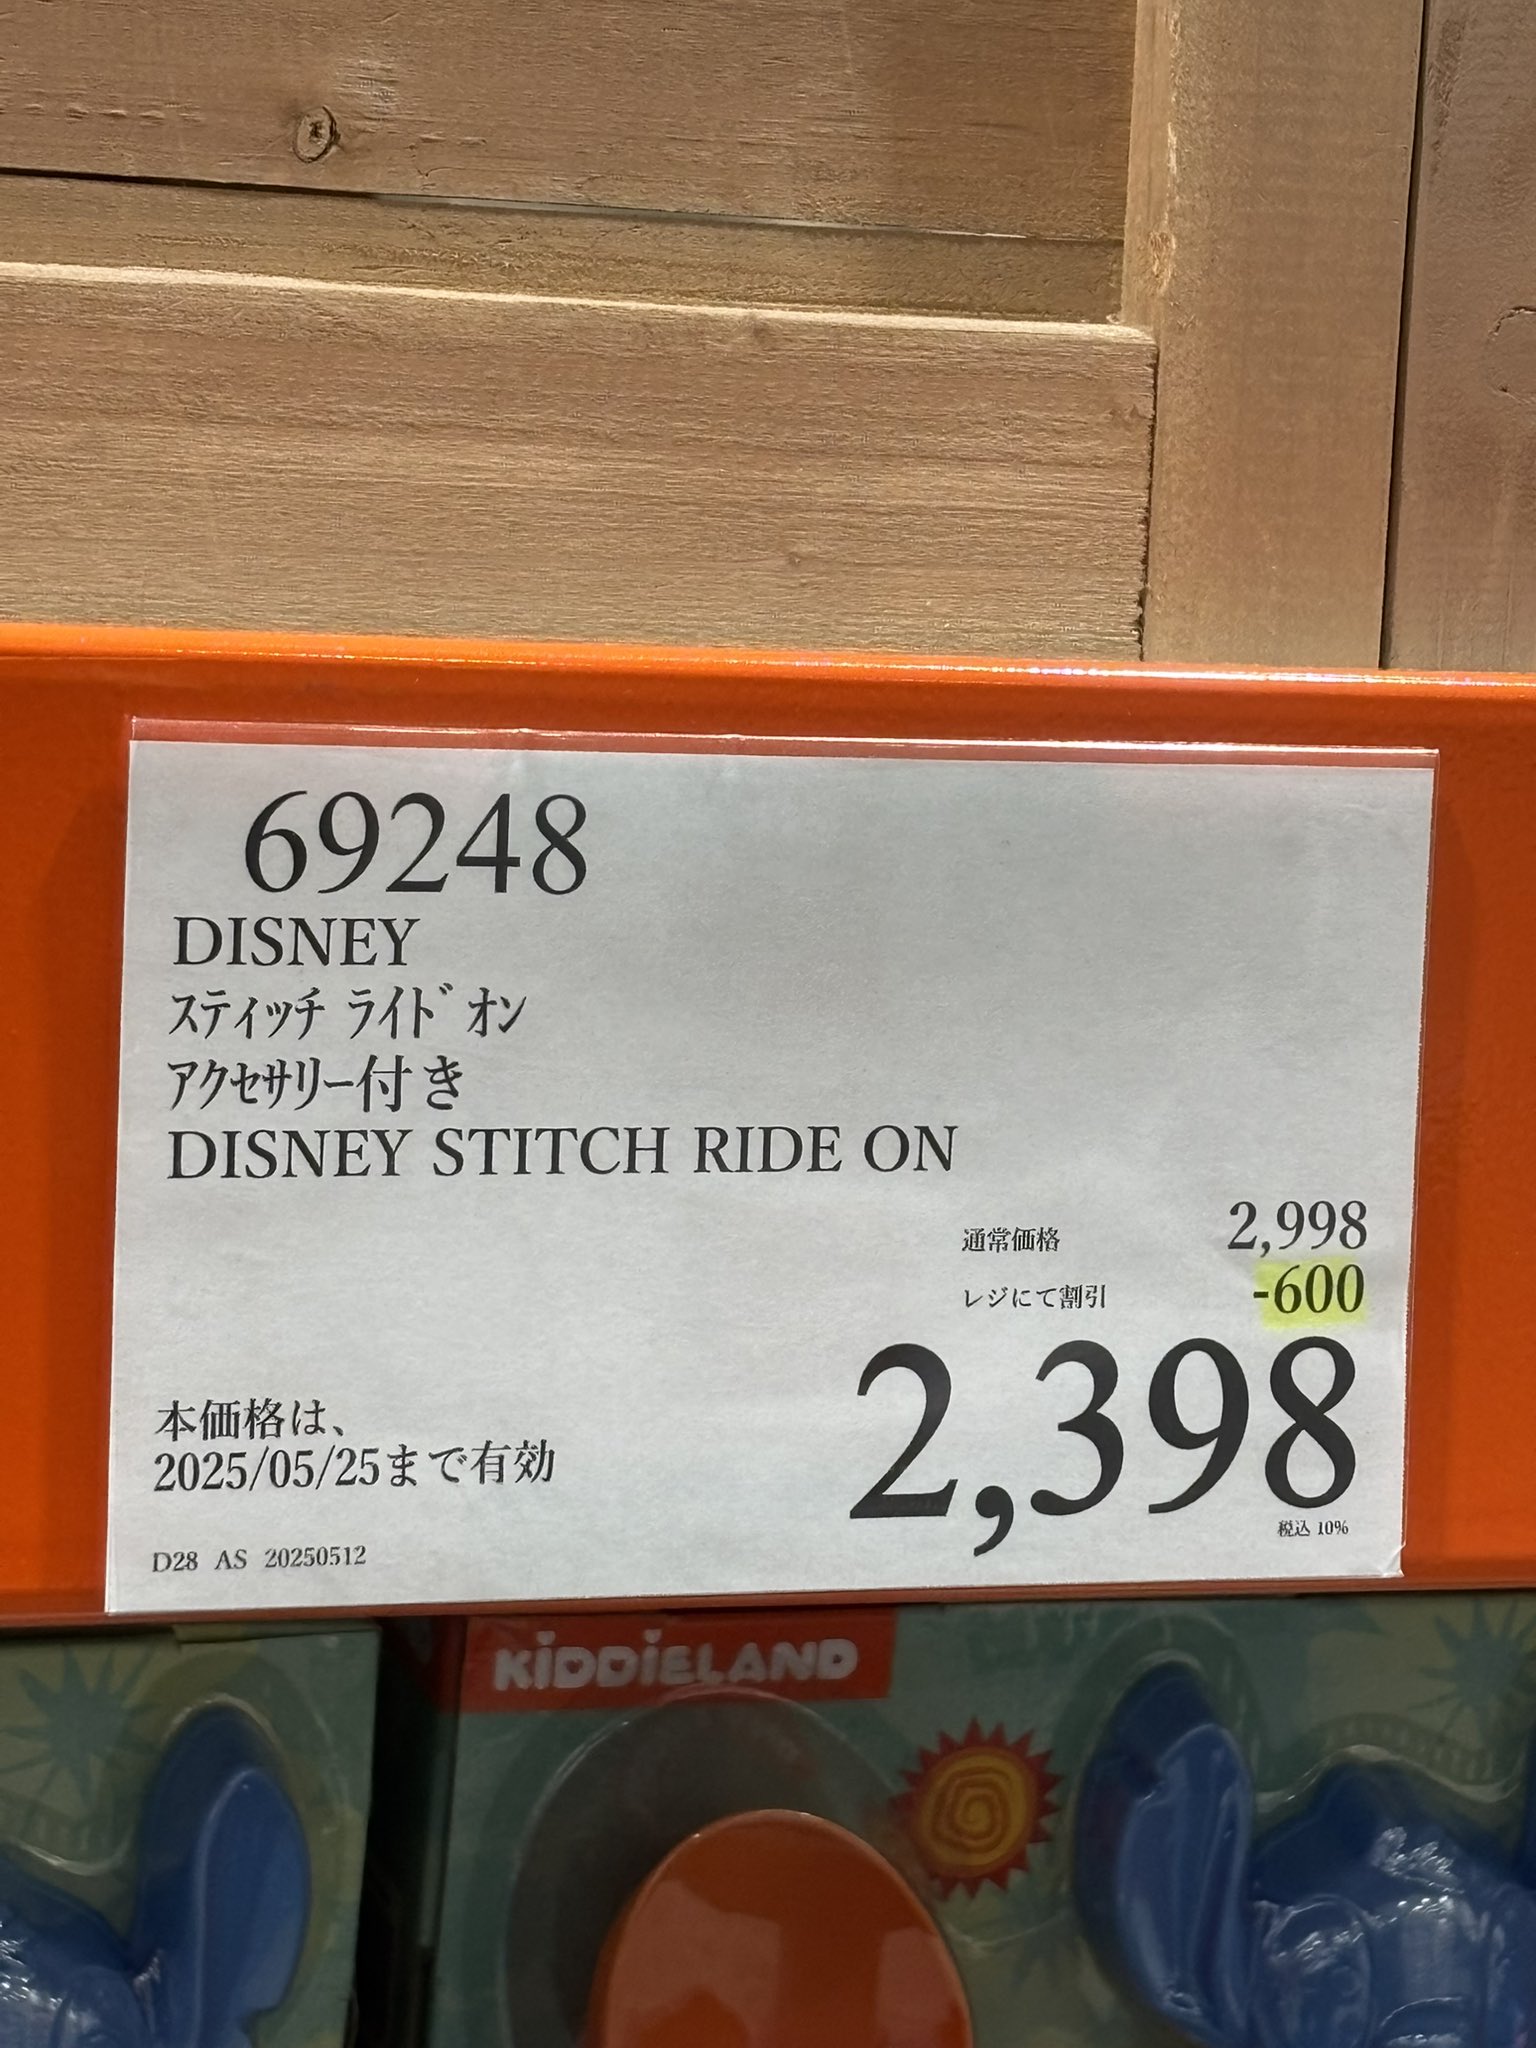 69248
DISNEY
スティッチ ライド オン
アクセサリー付き
DISNEY STITCH RIDE ON
通常価格 2,998
レジにて割引 -600
2,398
税込 10%
本価格は、
2025/05/25まで有効
D28 AS 20250512
KiDDiELAND